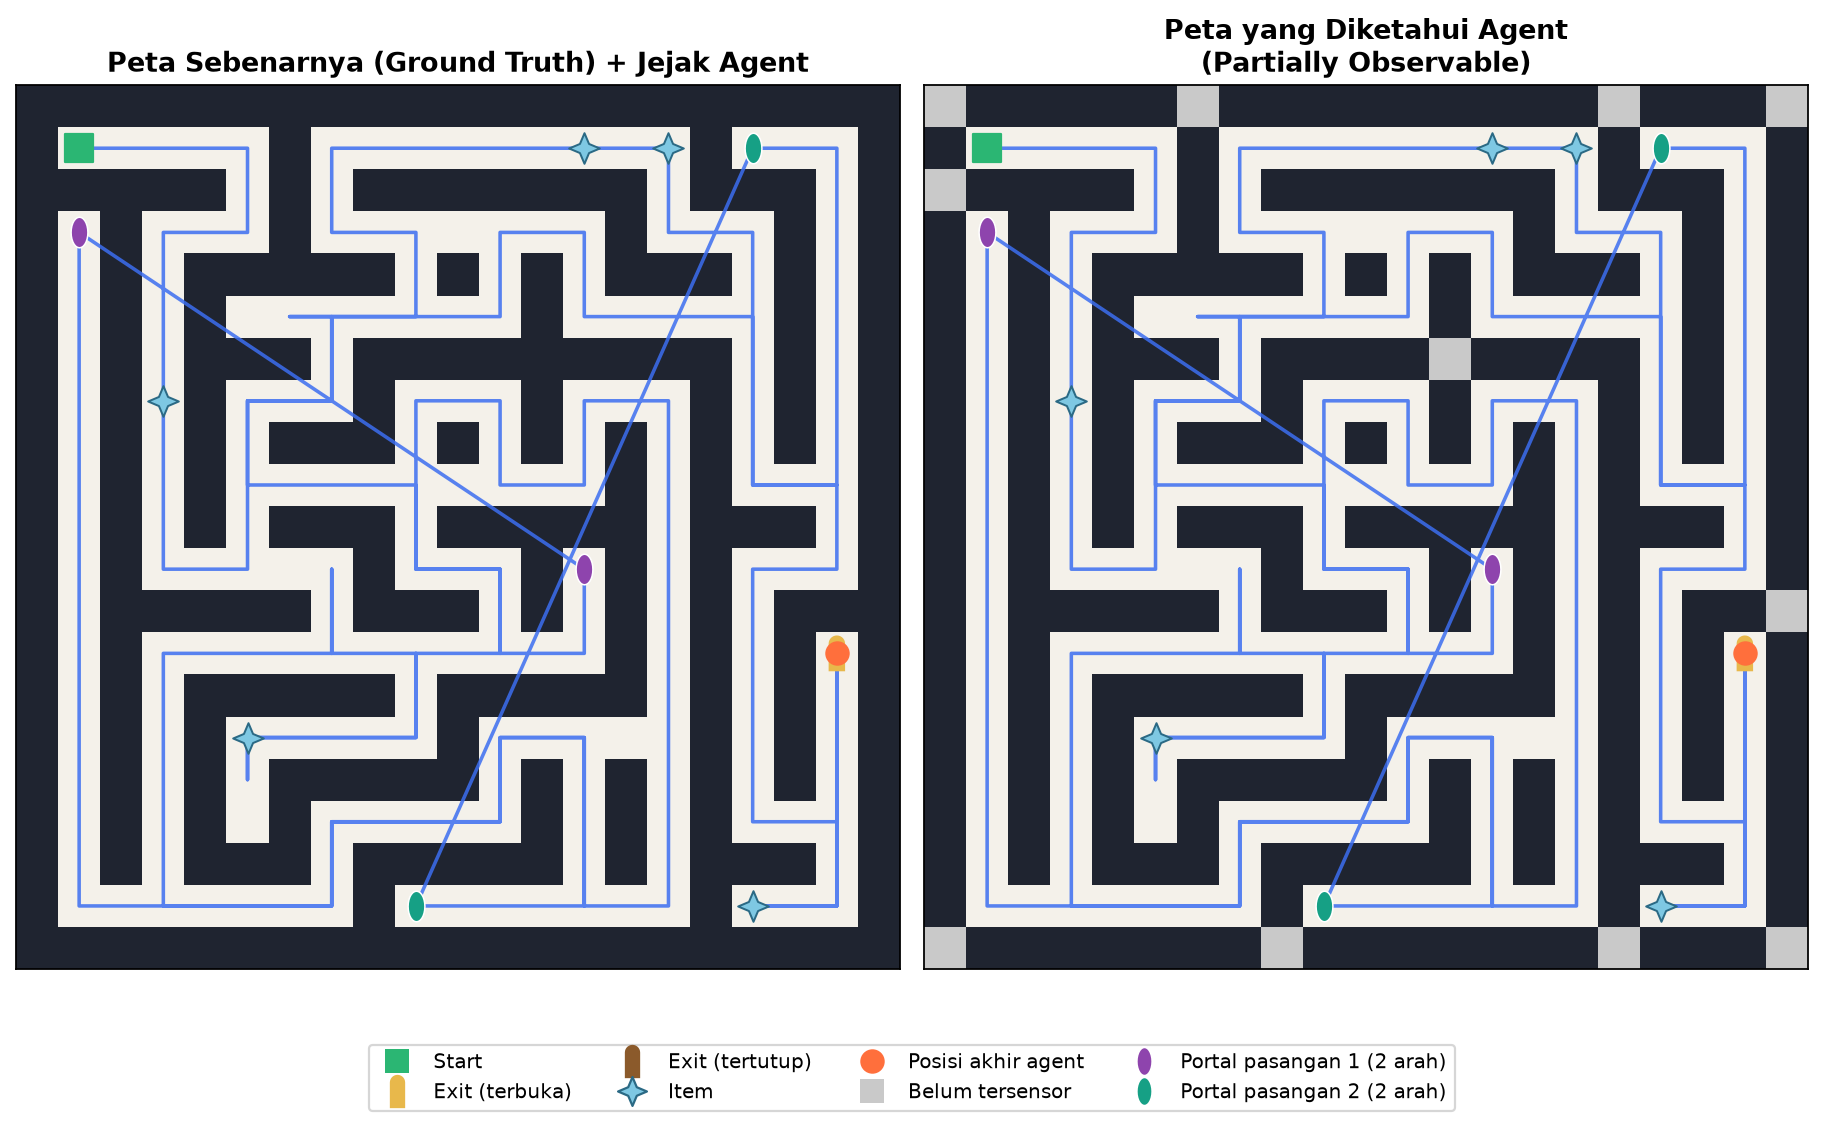 Peta Sebenarnya (Ground Truth) + Jejak Agent
Peta yang Diketahui Agent
(Partially Observable)
Start
Exit (terbuka)
Exit (tertutup)
Item
Posisi akhir agent
Belum tersensor
Portal pasangan 1 (2 arah)
Portal pasangan 2 (2 arah)